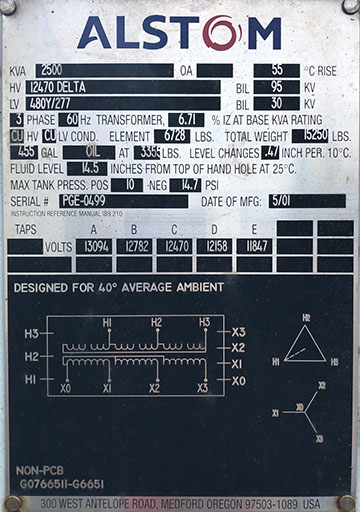 ALSTOM
KVA 2500 OA 55 °C RISE
HV 12470 DELTA BIL 95 KV
LV 480Y/277 BIL 30 KV
3 PHASE 60 Hz TRANSFORMER, 6.71 % IZ AT BASE KVA RATING
CU HV CU LV COND. ELEMENT 6728 LBS. TOTAL WEIGHT 15250 LBS.
455 GAL OIL AT 3355 LBS. LEVEL CHANGES .47 INCH PER. 10°C.
FLUID LEVEL 14.5 INCHES FROM TOP OF HAND HOLE AT 25°C.
MAX TANK PRESS. POS 10 -NEG 14.7 PSI
SERIAL # PGE-0499 DATE OF MFG: 5/01
INSTRUCTION REFERENCE MANUAL IB9.210
TAPS A B C D E
VOLTS 13094 12782 12470 12158 11847
DESIGNED FOR 40° AVERAGE AMBIENT
H1 H2 H3
H3 X3
X2
H2 X1
H1 X0
X0 X1 X2 X3
H2
H1 H3
X2
X1 X0
X3
NON-PCB
G076651I-G6651
300 WEST ANTELOPE ROAD, MEDFORD OREGON 97503-1089 USA